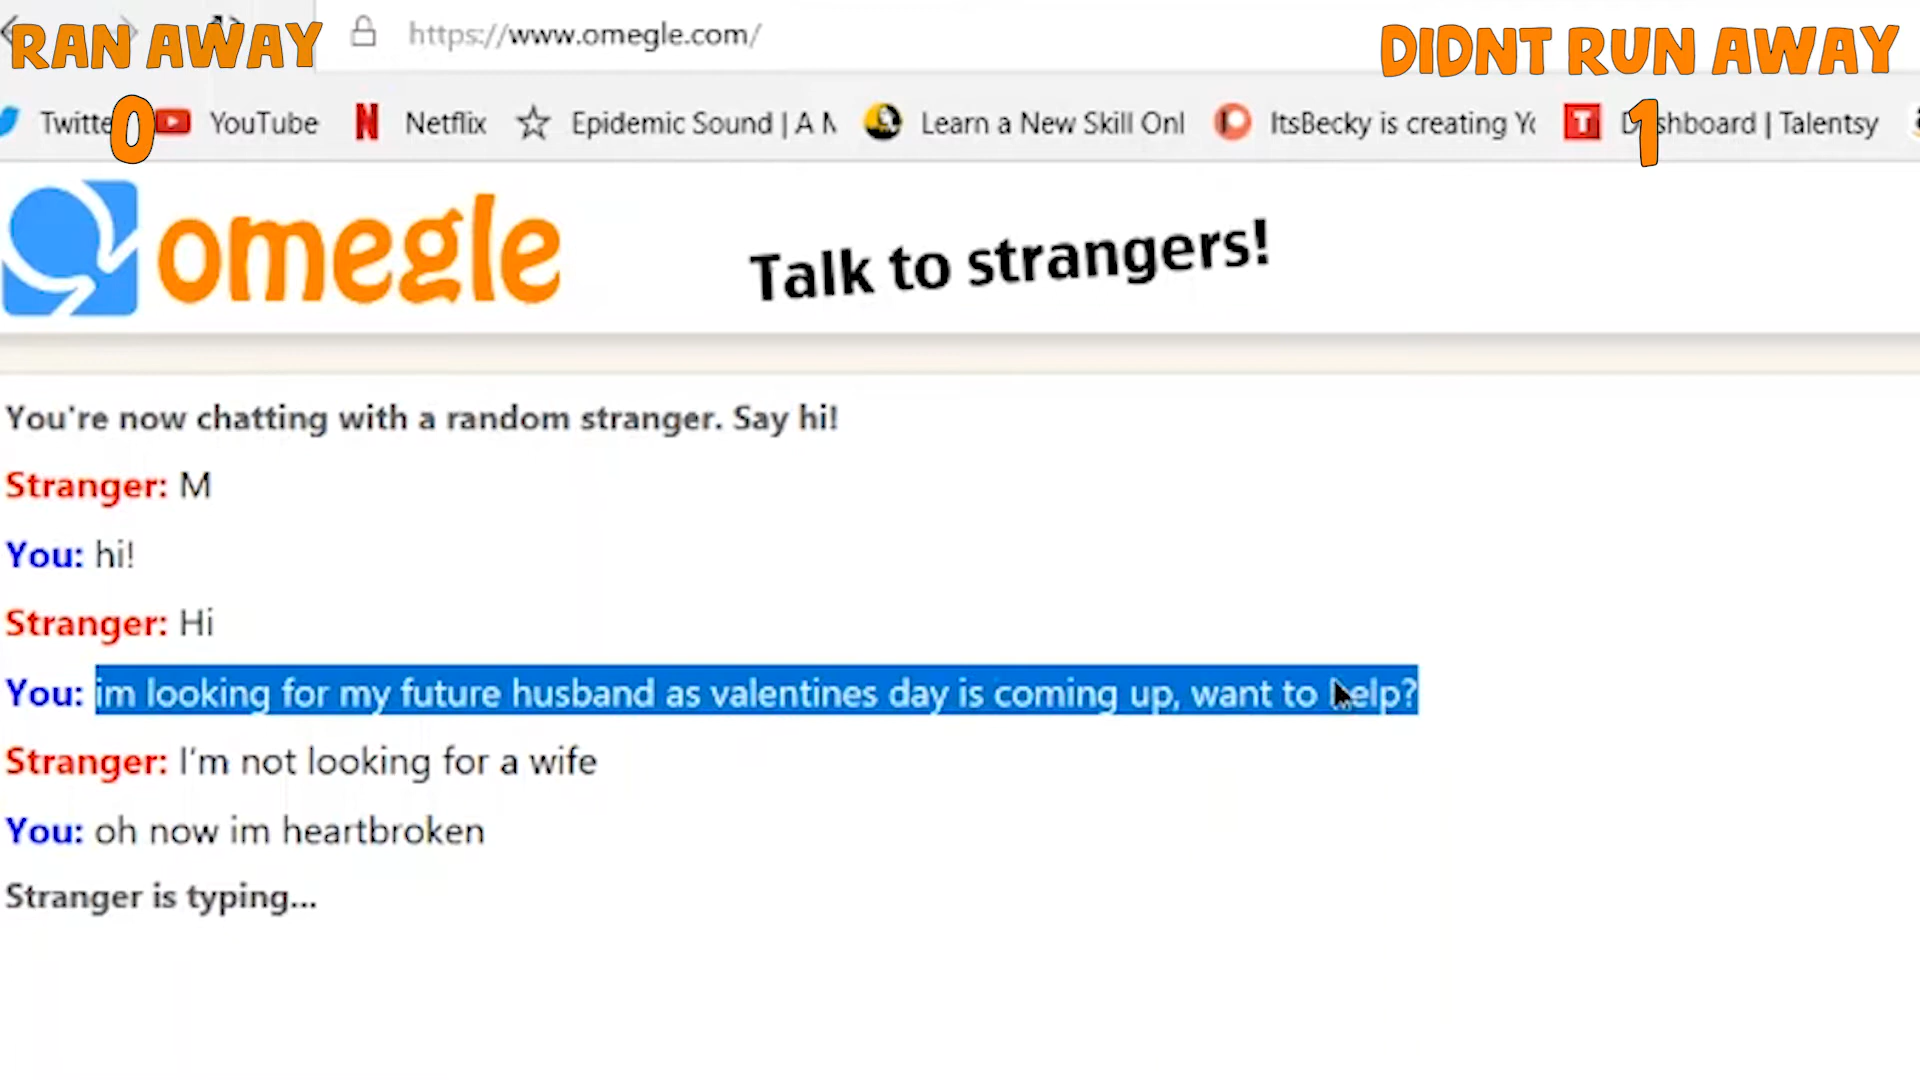 RAN AWAY
0
https://www.omegle.com/
DIDNT RUN AWAY
1
Twitte YouTube Netflix Epidemic Sound | A Learn a New Skill Onl ItsBecky is creating Dashboard | Talentsy
omegle
Talk to strangers!
You're now chatting with a random stranger. Say hi!
Stranger: M
You: hi!
Stranger: Hi
You: im looking for my future husband as valentines day is coming up, want to help?
Stranger: I'm not looking for a wife
You: oh now im heartbroken
Stranger is typing...